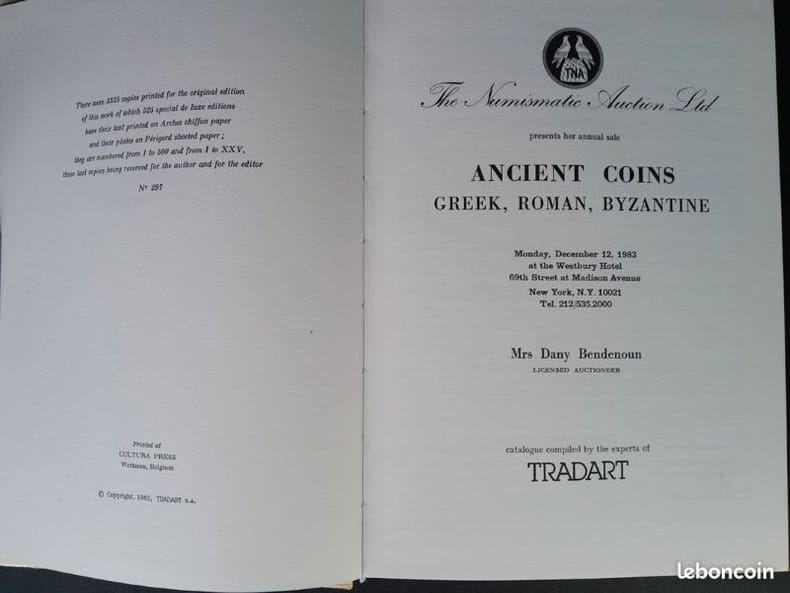 There were 3525 copies printed for the original edition
of this work of which 525 special de luxe editions
have their text printed on Arches chiffon paper
and their plates on Périgord sheeted paper ;
they are numbered from 1 to 500 and from I to XXV,
these last copies being reserved for the author and for the editor
N° 297
Printed at
CULTURA PRESS
Wetteren, Belgium
© Copyright, 1982, TRADART s.a.
TNA
The Numismatic Auction Ltd
presents her annual sale
ANCIENT COINS
GREEK, ROMAN, BYZANTINE
Monday, December 12, 1983
at the Westbury Hotel
69th Street at Madison Avenue
New York, N.Y. 10021
Tel. 212/535.2000
Mrs Dany Bendenoun
LICENSED AUCTIONEER
catalogue compiled by the experts of
TRADART
leboncoin